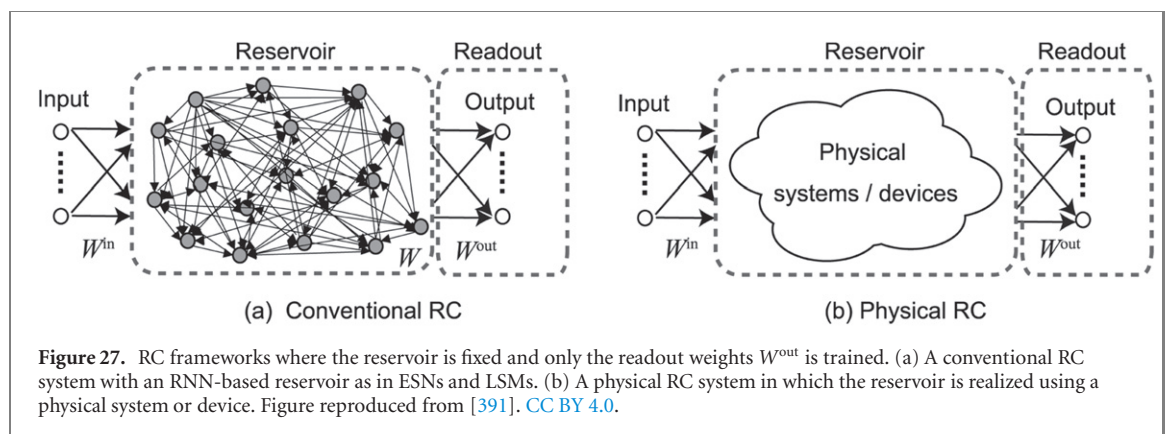 Reservoir
Readout
Reservoir
Readout
Input
Output
Input
Output
Physical
systems / devices
W^in
W
W^out
W^in
W^out
(a) Conventional RC
(b) Physical RC
Figure 27. RC frameworks where the reservoir is fixed and only the readout weights W^out is trained. (a) A conventional RC
system with an RNN-based reservoir as in ESNs and LSMs. (b) A physical RC system in which the reservoir is realized using a
physical system or device. Figure reproduced from [391]. CC BY 4.0.